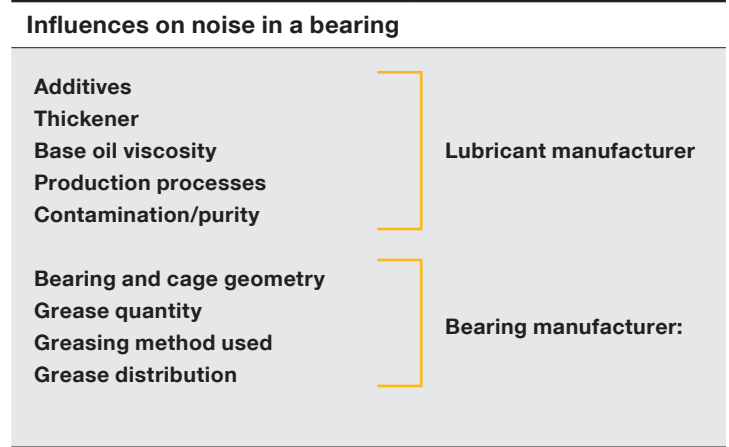 Influences on noise in a bearing
Additives
Thickener
Base oil viscosity
Production processes
Contamination/purity
Lubricant manufacturer
Bearing and cage geometry
Grease quantity
Greasing method used
Grease distribution
Bearing manufacturer: